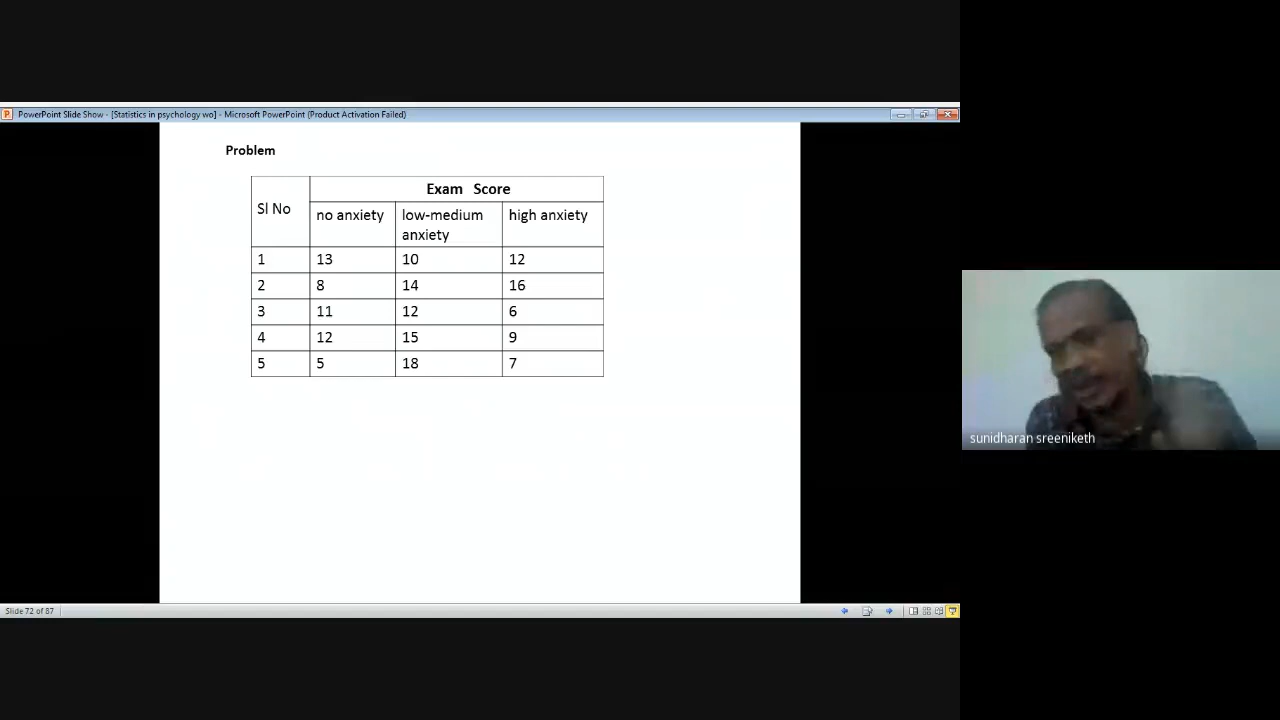 PowerPoint Slide Show - [Statistics in psychology wo] - Microsoft PowerPoint (Product Activation Failed)
Problem
Exam Score
Sl No
no anxiety
low-medium
anxiety
high anxiety
1 13 10 12
2 8 14 16
3 11 12 6
4 12 15 9
5 5 18 7
sunidharan sreeniketh
Slide 72 of 87